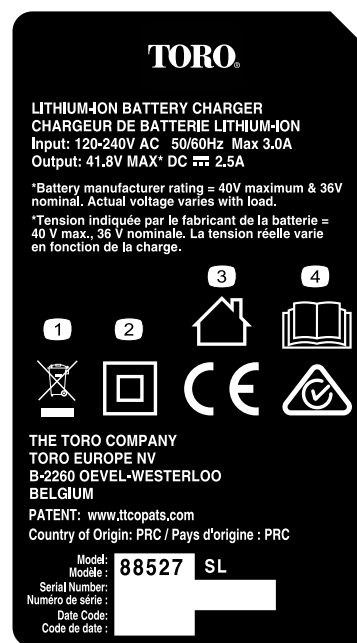 TORO®
LITHIUM-ION BATTERY CHARGER
CHARGEUR DE BATTERIE LITHIUM-ION
Input: 120-240V AC 50/60Hz Max 3.0A
Output: 41.8V MAX* DC ⎓ 2.5A
*Battery manufacturer rating = 40V maximum & 36V
nominal. Actual voltage varies with load.
*Tension indiquée par le fabricant de la batterie =
40 V max., 36 V nominale. La tension réelle varie
en fonction de la charge.
1 2 3 4
CE
THE TORO COMPANY
TORO EUROPE NV
B-2260 OEVEL-WESTERLOO
BELGIUM
PATENT: www.ttcopats.com
Country of Origin: PRC / Pays d'origine : PRC
Model:
Modèle : 88527 SL
Serial Number:
Numéro de série :
Date Code:
Code de date :